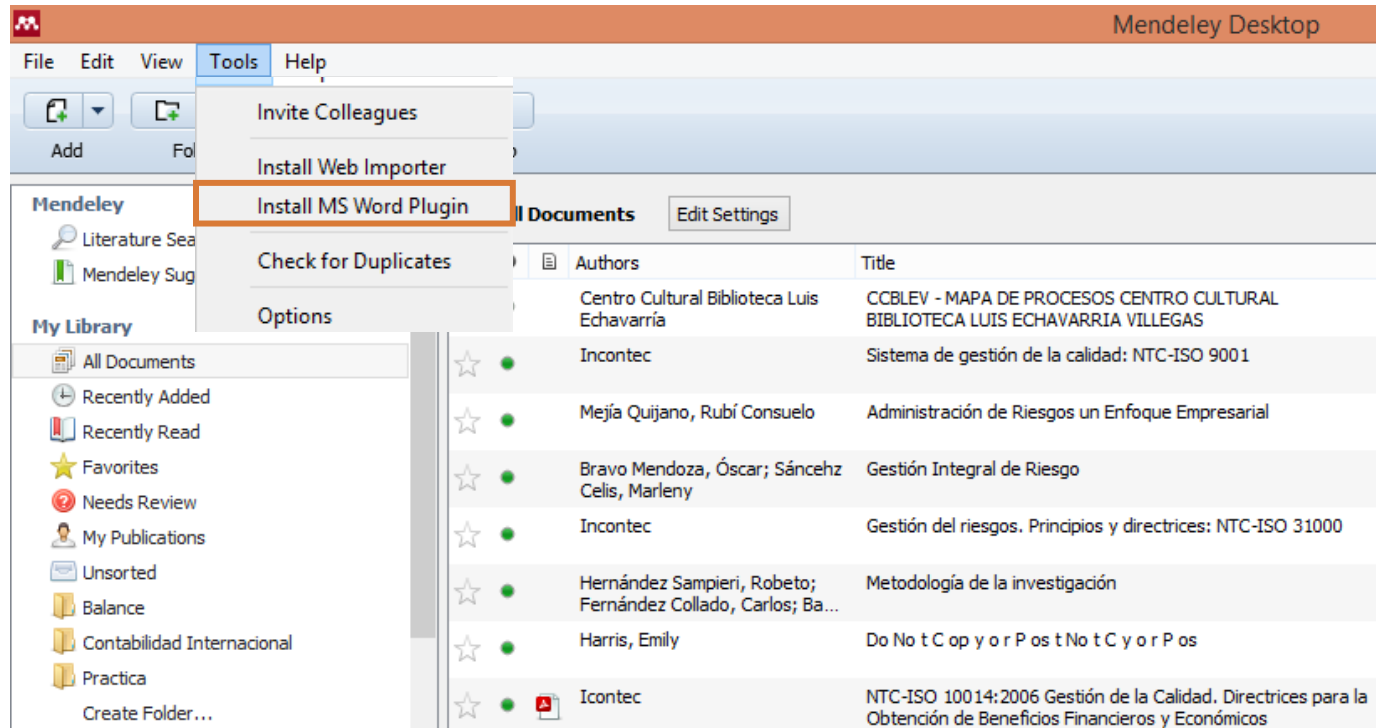 Mendeley Desktop
File Edit View Tools Help
Invite Colleagues
Add
Install Web Importer
Install MS Word Plugin
Check for Duplicates
Options
Mendeley
Literature Sea
Mendeley Sug
My Library
All Documents
Recently Added
Recently Read
Favorites
Needs Review
My Publications
Unsorted
Balance
Contabilidad Internacional
Practica
Create Folder...
ll Documents Edit Settings
Authors Title
Centro Cultural Biblioteca Luis CCBLEV - MAPA DE PROCESOS CENTRO CULTURAL
Echavarría BIBLIOTECA LUIS ECHAVARRIA VILLEGAS
Incontec Sistema de gestión de la calidad: NTC-ISO 9001
Mejía Quijano, Rubí Consuelo Administración de Riesgos un Enfoque Empresarial
Bravo Mendoza, Óscar; Sáncehz Gestión Integral de Riesgo
Celis, Marleny
Incontec Gestión del riesgos. Principios y directrices: NTC-ISO 31000
Hernández Sampieri, Robeto; Metodología de la investigación
Fernández Collado, Carlos; Ba...
Harris, Emily Do No t C op y o r P os t No t C y o r P os
Icontec NTC-ISO 10014:2006 Gestión de la Calidad. Directrices para la
Obtención de Beneficios Financieros y Económicos